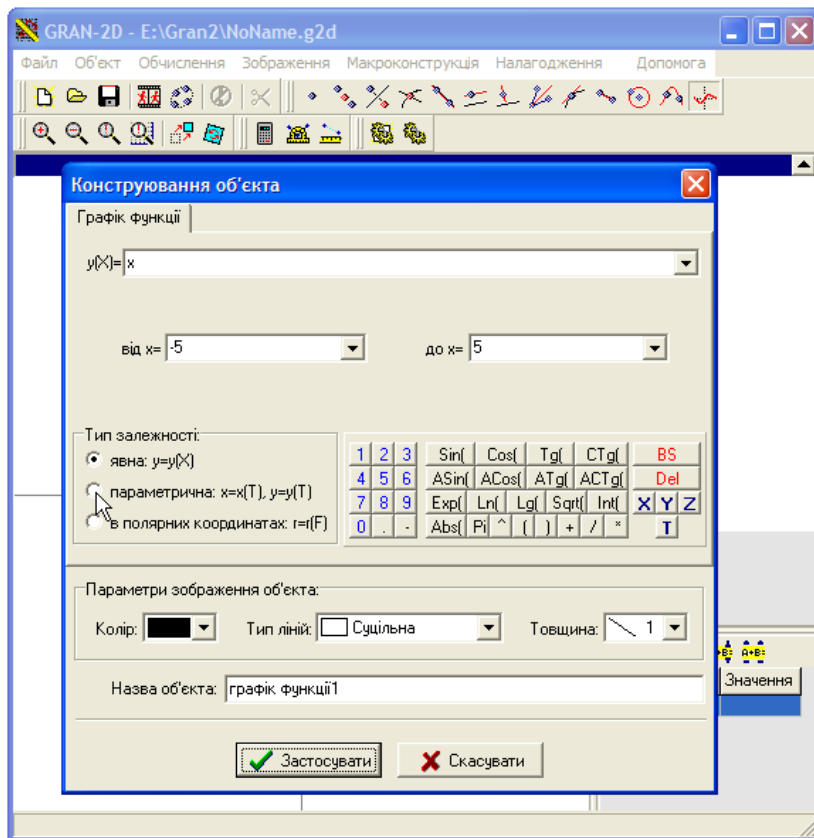 GRAN-2D - E:\Gran2\NoName.g2d
Файл Об'єкт Обчислення Зображення Макроконструкція Налагодження Допомога
Конструювання об'єкта
Графік функції
y(X)= x
від x= -5 до x= 5
Тип залежності:
явна: y=y(X)
параметрична: x=x(T), y=y(T)
в полярних координатах: r=r(F)
1 2 3 Sin( Cos( Tg( CTg( BS
4 5 6 ASin( ACos( ATg( ACTg( Del
7 8 9 Exp( Ln( Lg( Sqrt( Int( X Y Z
0 . - Abs( Pi ^ ( ) + / * T
Параметри зображення об'єкта:
Колір: Тип ліній: Суцільна Товщина: 1
Значення
Назва об'єкта: графік функції1
Застосувати Скасувати